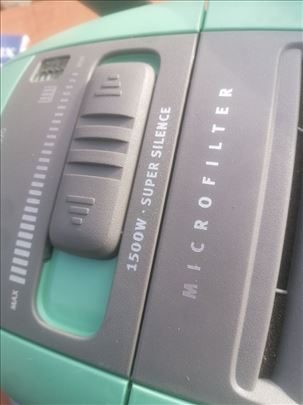 1500W · SUPER SILENCE
MICROFILTER
MAX